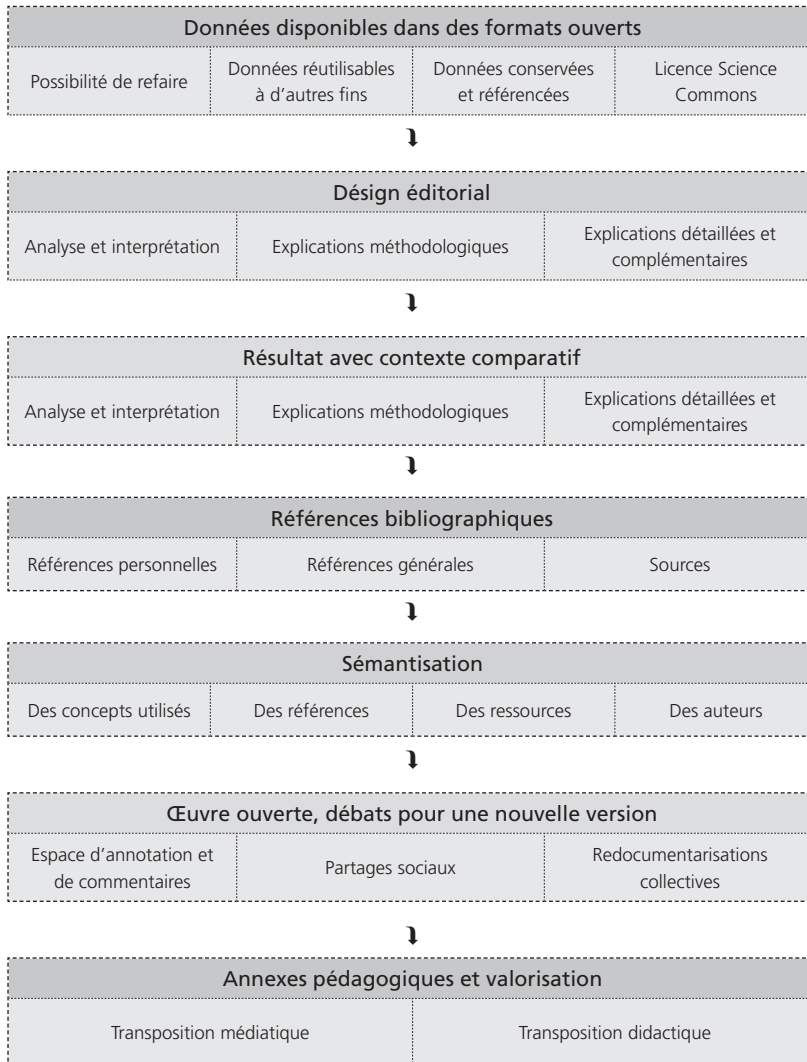 Données disponibles dans des formats ouverts
Possibilité de refaire
Données réutilisables
à d'autres fins
Données conservées
et référencées
Licence Science
Commons
Désign éditorial
Analyse et interprétation
Explications méthodologiques
Explications détaillées et
complémentaires
Résultat avec contexte comparatif
Analyse et interprétation
Explications méthodologiques
Explications détaillées et
complémentaires
Références bibliographiques
Références personnelles
Références générales
Sources
Sémantisation
Des concepts utilisés
Des références
Des ressources
Des auteurs
Œuvre ouverte, débats pour une nouvelle version
Espace d'annotation et
de commentaires
Partages sociaux
Redocumentarisations
collectives
Annexes pédagogiques et valorisation
Transposition médiatique
Transposition didactique